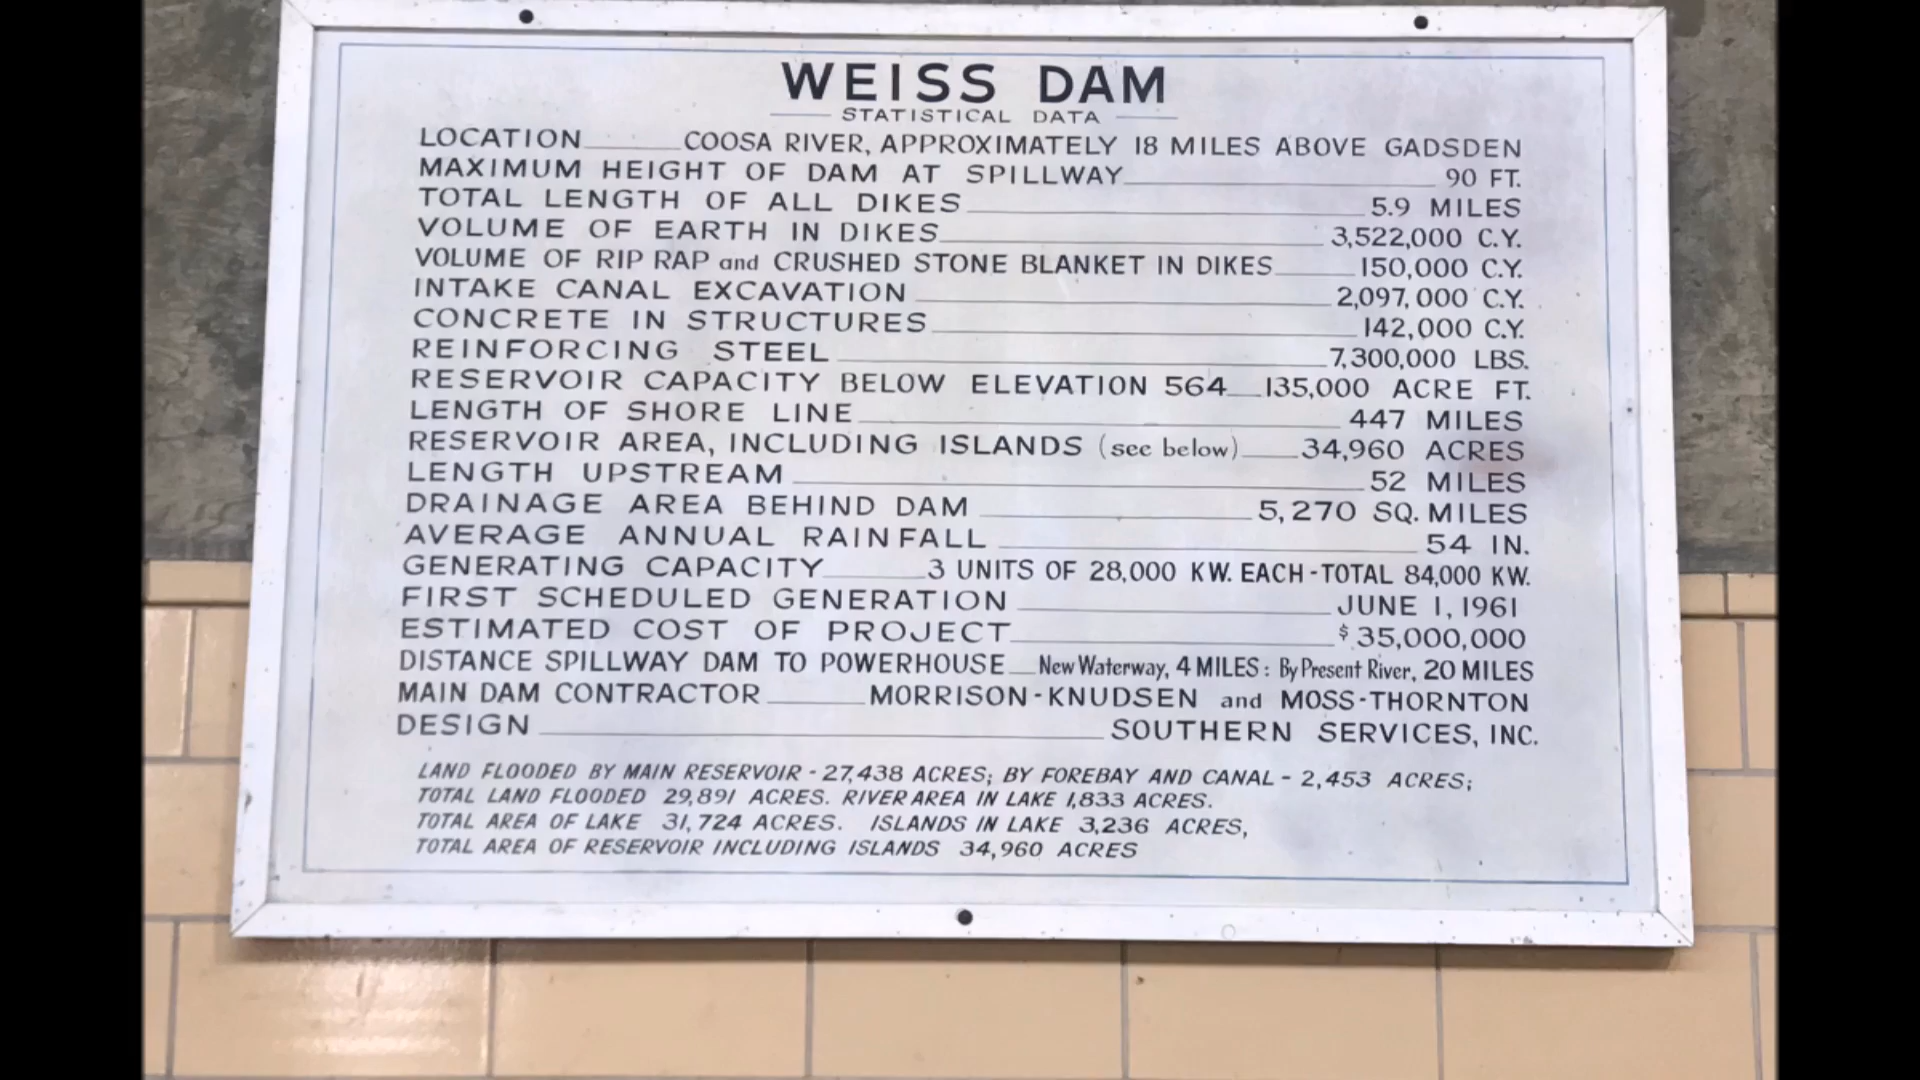 WEISS DAM
STATISTICAL DATA
LOCATION COOSA RIVER, APPROXIMATELY 18 MILES ABOVE GADSDEN
MAXIMUM HEIGHT OF DAM AT SPILLWAY 90 FT.
TOTAL LENGTH OF ALL DIKES 5.9 MILES
VOLUME OF EARTH IN DIKES 3,522,000 C.Y.
VOLUME OF RIP RAP and CRUSHED STONE BLANKET IN DIKES 150,000 C.Y.
INTAKE CANAL EXCAVATION 2,097,000 C.Y.
CONCRETE IN STRUCTURES 142,000 C.Y.
REINFORCING STEEL 7,300,000 LBS.
RESERVOIR CAPACITY BELOW ELEVATION 564 135,000 ACRE FT.
LENGTH OF SHORE LINE 447 MILES
RESERVOIR AREA, INCLUDING ISLANDS (see below) 34,960 ACRES
LENGTH UPSTREAM 52 MILES
DRAINAGE AREA BEHIND DAM 5,270 SQ. MILES
AVERAGE ANNUAL RAINFALL 54 IN.
GENERATING CAPACITY 3 UNITS OF 28,000 KW. EACH - TOTAL 84,000 KW.
FIRST SCHEDULED GENERATION JUNE 1, 1961
ESTIMATED COST OF PROJECT $35,000,000
DISTANCE SPILLWAY DAM TO POWERHOUSE New Waterway, 4 MILES: By Present River, 20 MILES
MAIN DAM CONTRACTOR MORRISON-KNUDSEN and MOSS-THORNTON
DESIGN SOUTHERN SERVICES, INC.
LAND FLOODED BY MAIN RESERVOIR - 27,438 ACRES; BY FOREBAY AND CANAL - 2,453 ACRES;
TOTAL LAND FLOODED 29,891 ACRES. RIVER AREA IN LAKE 1,833 ACRES.
TOTAL AREA OF LAKE 31,724 ACRES. ISLANDS IN LAKE 3,236 ACRES,
TOTAL AREA OF RESERVOIR INCLUDING ISLANDS 34,960 ACRES